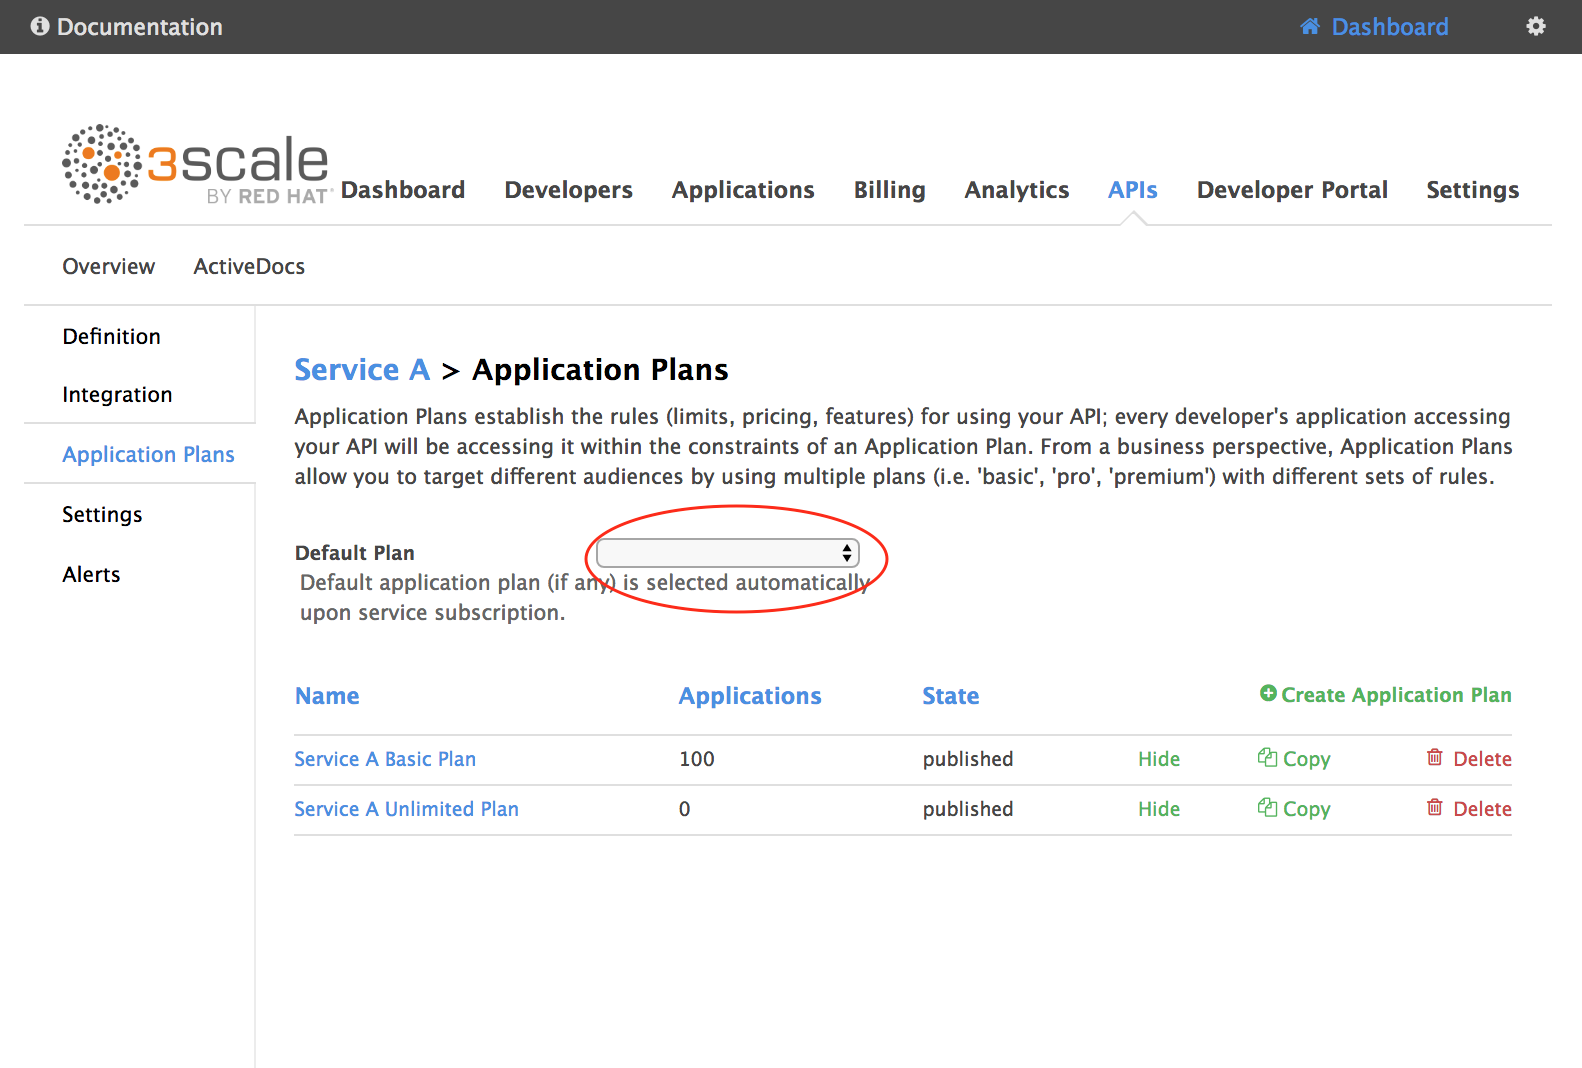 Documentation
Dashboard
3scale
BY RED HAT
Dashboard Developers Applications Billing Analytics APIs Developer Portal Settings
Overview ActiveDocs
Definition
Integration
Application Plans
Settings
Alerts
Service A > Application Plans
Application Plans establish the rules (limits, pricing, features) for using your API; every developer's application accessing
your API will be accessing it within the constraints of an Application Plan. From a business perspective, Application Plans
allow you to target different audiences by using multiple plans (i.e. 'basic', 'pro', 'premium') with different sets of rules.
Default Plan
Default application plan (if any) is selected automatically
upon service subscription.
Name Applications State Create Application Plan
Service A Basic Plan 100 published Hide Copy Delete
Service A Unlimited Plan 0 published Hide Copy Delete